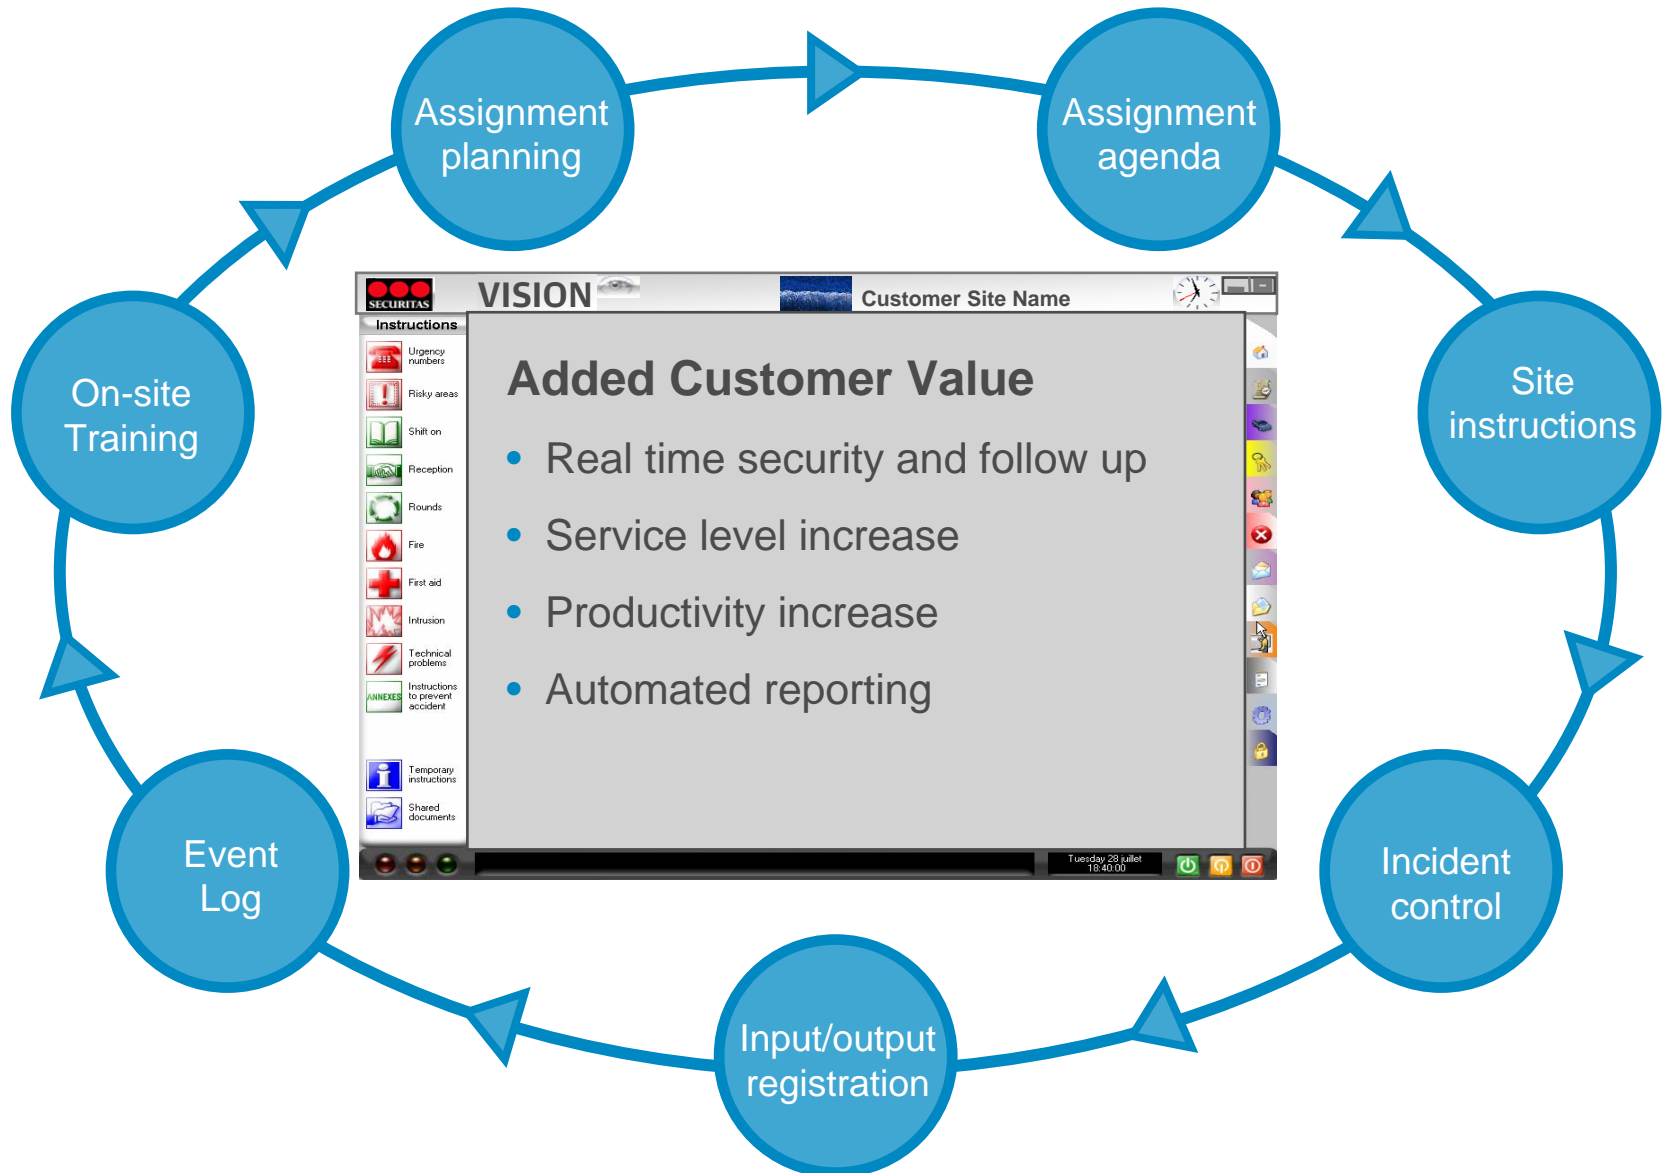 Assignment
planning
Assignment
agenda
On-site
Training
Site
instructions
SECURITAS
VISION
Customer Site Name
Instructions
Urgency
numbers
Risky areas
Shift on
Reception
Rounds
Fire
First aid
Intrusion
Technical
problems
ANNEXES
Instructions
to prevent
accident
Temporary
instructions
Shared
documents
Added Customer Value
• Real time security and follow up
• Service level increase
• Productivity increase
• Automated reporting
Tuesday 28 juillet
18:40:00
Event
Log
Incident
control
Input/output
registration